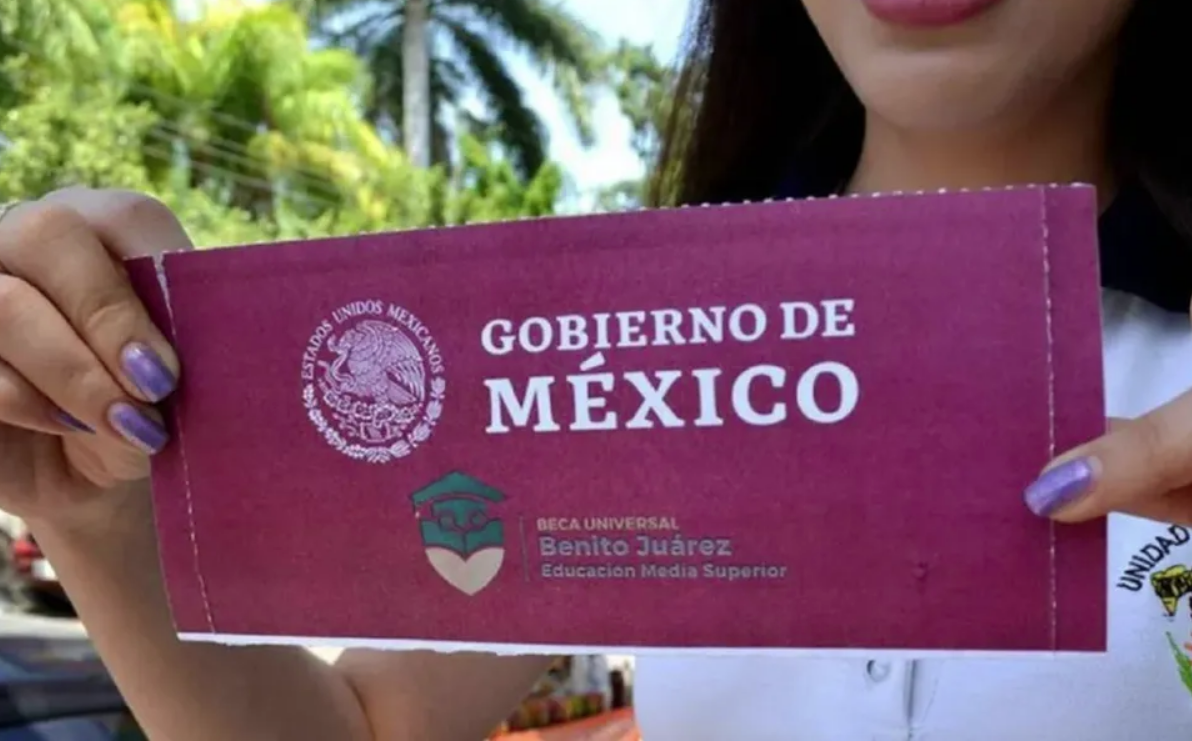 ESTADOS UNIDOS MEXICANOS
GOBIERNO DE
MÉXICO
BECA UNIVERSAL
Benito Juárez
Educación Media Superior
UNIDAD